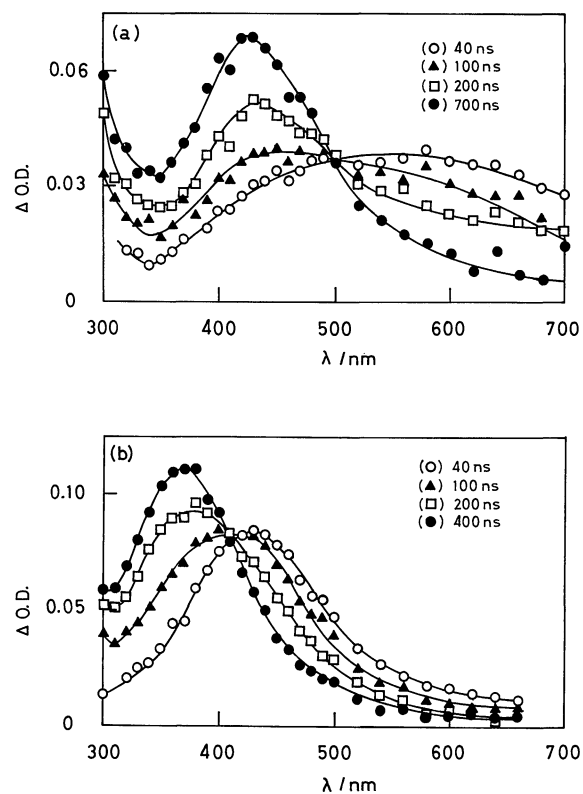 (a)
(○) 40 ns
(▲) 100 ns
(□) 200 ns
(●) 700 ns
0.06
0.03
0
Δ O.D.
300 400 500 600 700
λ / nm
(b)
(○) 40 ns
(▲) 100 ns
(□) 200 ns
(●) 400 ns
0.10
0.05
0
Δ O.D.
300 400 500 600 700
λ / nm